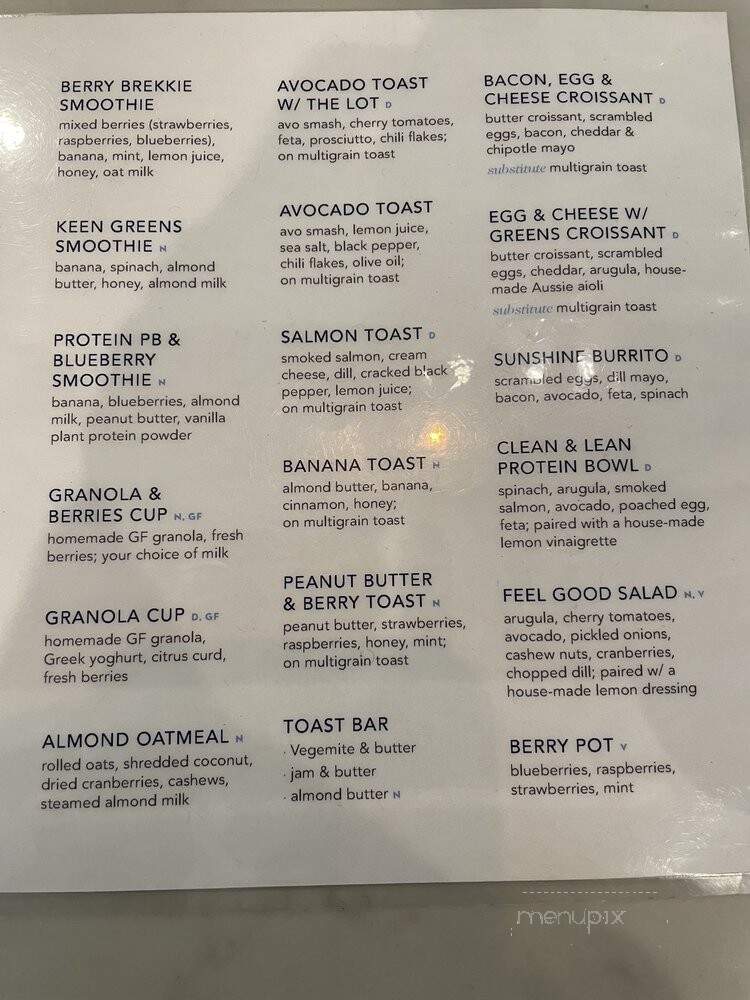 BERRY BREKKIE
SMOOTHIE
mixed berries (strawberries,
raspberries, blueberries),
banana, mint, lemon juice,
honey, oat milk
KEEN GREENS
SMOOTHIE N
banana, spinach, almond
butter, honey, almond milk
PROTEIN PB &
BLUEBERRY
SMOOTHIE N
banana, blueberries, almond
milk, peanut butter, vanilla
plant protein powder
GRANOLA &
BERRIES CUP N, GF
homemade GF granola, fresh
berries; your choice of milk
GRANOLA CUP D, GF
homemade GF granola,
Greek yoghurt, citrus curd,
fresh berries
ALMOND OATMEAL N
rolled oats, shredded coconut,
dried cranberries, cashews,
steamed almond milk
AVOCADO TOAST
W/ THE LOT D
avo smash, cherry tomatoes,
feta, prosciutto, chili flakes;
on multigrain toast
AVOCADO TOAST
avo smash, lemon juice,
sea salt, black pepper,
chili flakes, olive oil;
on multigrain toast
SALMON TOAST D
smoked salmon, cream
cheese, dill, cracked black
pepper, lemon juice;
on multigrain toast
BANANA TOAST N
almond butter, banana,
cinnamon, honey;
on multigrain toast
PEANUT BUTTER
& BERRY TOAST N
peanut butter, strawberries,
raspberries, honey, mint;
on multigrain toast
TOAST BAR
· Vegemite & butter
· jam & butter
· almond butter N
BACON, EGG &
CHEESE CROISSANT D
butter croissant, scrambled
eggs, bacon, cheddar &
chipotle mayo
substitute multigrain toast
EGG & CHEESE W/
GREENS CROISSANT D
butter croissant, scrambled
eggs, cheddar, arugula, house-
made Aussie aioli
substitute multigrain toast
SUNSHINE BURRITO D
scrambled eggs, dill mayo,
bacon, avocado, feta, spinach
CLEAN & LEAN
PROTEIN BOWL D
spinach, arugula, smoked
salmon, avocado, poached egg,
feta; paired with a house-made
lemon vinaigrette
FEEL GOOD SALAD N, V
arugula, cherry tomatoes,
avocado, pickled onions,
cashew nuts, cranberries,
chopped dill; paired w/ a
house-made lemon dressing
BERRY POT V
blueberries, raspberries,
strawberries, mint
menupix